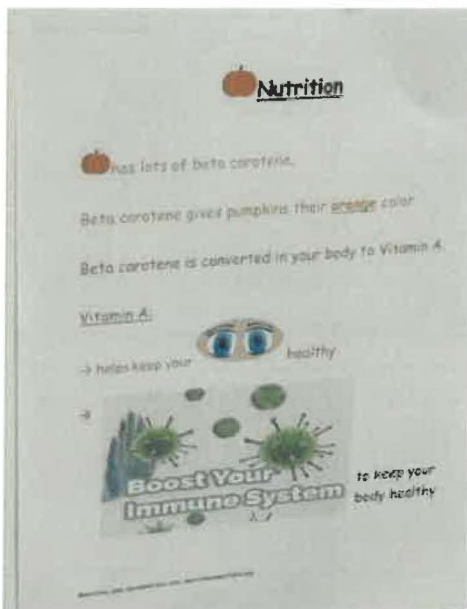 Nutrition
has lots of beta carotene.
Beta carotene gives pumpkins their orange color
Beta carotene is converted in your body to Vitamin A.
Vitamin A:
→ helps keep your healthy
→
Boost Your
Immune System
to keep your
body healthy